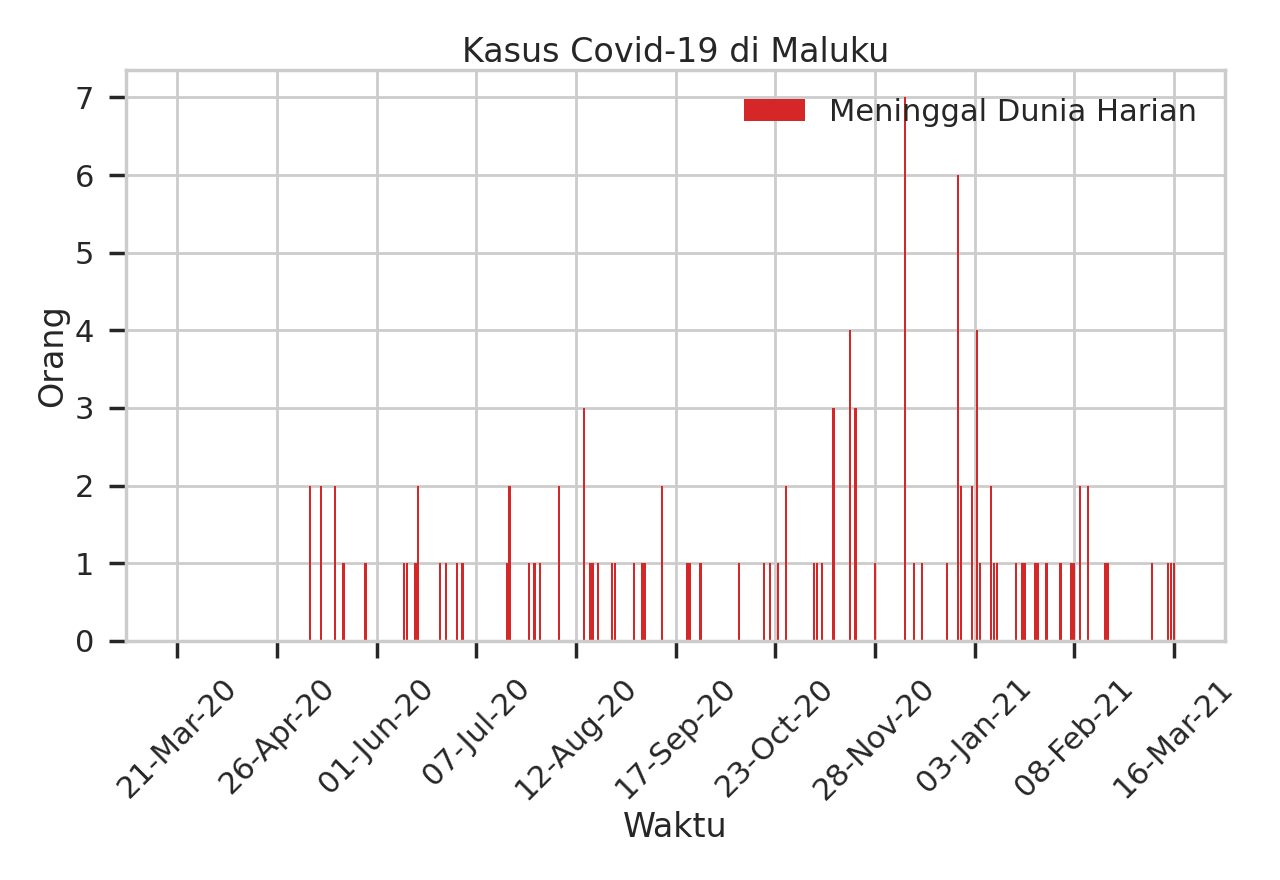 Kasus Covid-19 di Maluku
Meninggal Dunia Harian
Orang
7
6
5
4
3
2
1
0
21-Mar-20
26-Apr-20
01-Jun-20
07-Jul-20
12-Aug-20
17-Sep-20
23-Oct-20
28-Nov-20
03-Jan-21
08-Feb-21
16-Mar-21
Waktu